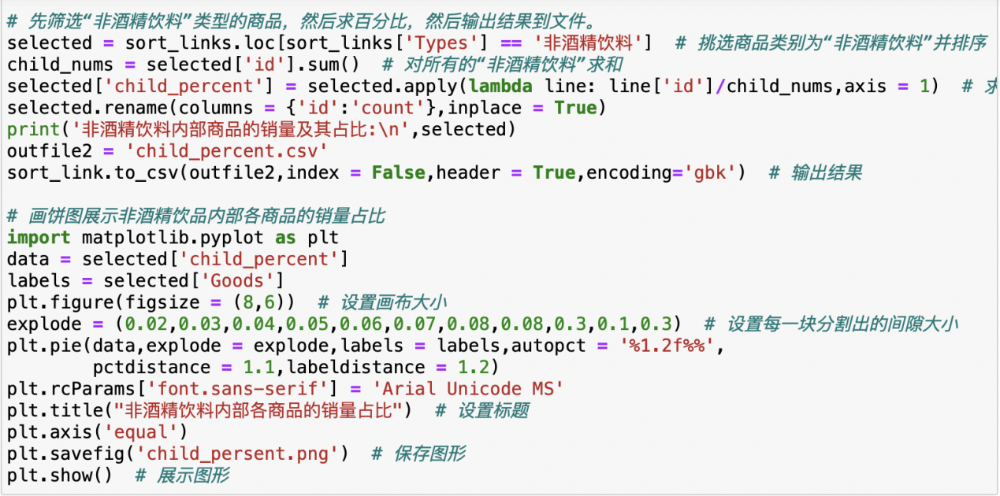 # 先筛选“非酒精饮料”类型的商品，然后求百分比，然后输出结果到文件。
selected = sort_links.loc[sort_links['Types'] == '非酒精饮料']  # 挑选商品类别为“非酒精饮料”并排序
child_nums = selected['id'].sum()  # 对所有的“非酒精饮料”求和
selected['child_percent'] = selected.apply(lambda line: line['id']/child_nums,axis = 1)  # 求
selected.rename(columns = {'id':'count'},inplace = True)
print('非酒精饮料内部商品的销量及其占比:\n',selected)
outfile2 = 'child_percent.csv'
sort_link.to_csv(outfile2,index = False,header = True,encoding='gbk')  # 输出结果
# 画饼图展示非酒精饮品内部各商品的销量占比
import matplotlib.pyplot as plt
data = selected['child_percent']
labels = selected['Goods']
plt.figure(figsize = (8,6))  # 设置画布大小
explode = (0.02,0.03,0.04,0.05,0.06,0.07,0.08,0.08,0.3,0.1,0.3)  # 设置每一块分割出的间隙大小
plt.pie(data,explode = explode,labels = labels,autopct = '%1.2f%%',
        pctdistance = 1.1,labeldistance = 1.2)
plt.rcParams['font.sans-serif'] = 'Arial Unicode MS'
plt.title("非酒精饮料内部各商品的销量占比")  # 设置标题
plt.axis('equal')
plt.savefig('child_persent.png')  # 保存图形
plt.show()  # 展示图形